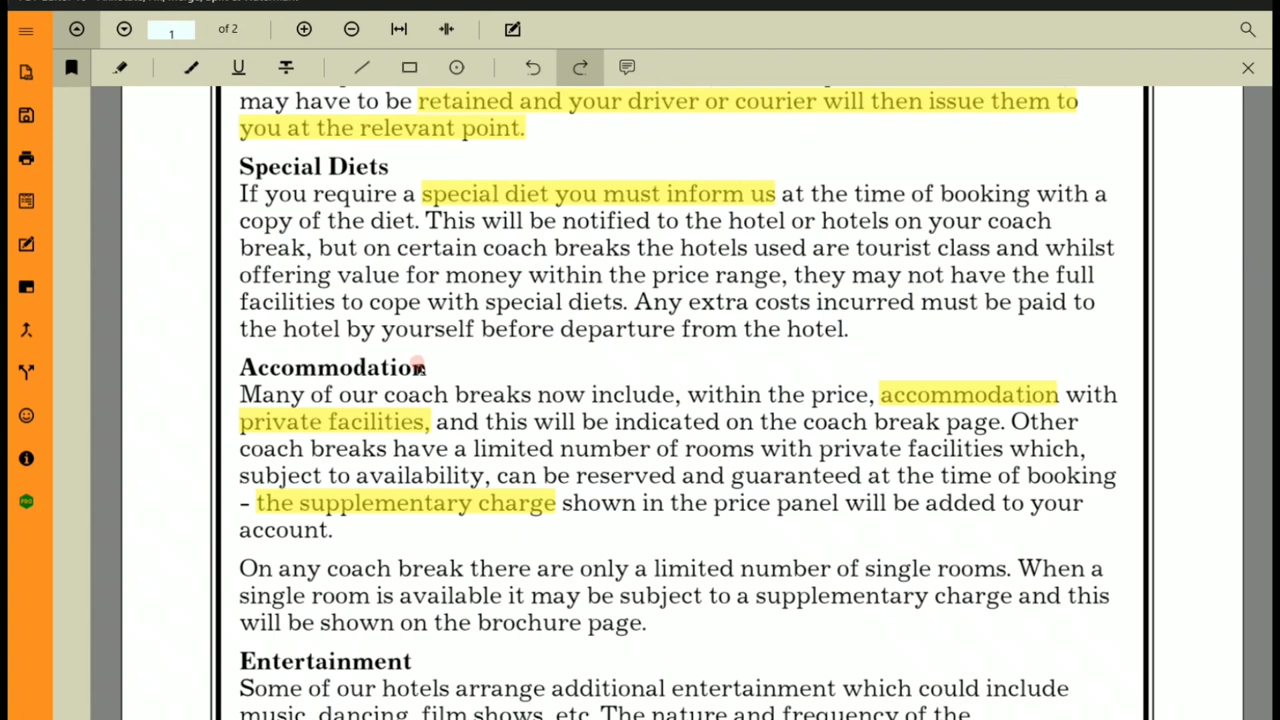 1
of 2
may have to be retained and your driver or courier will then issue them to
you at the relevant point.
Special Diets
If you require a special diet you must inform us at the time of booking with a
copy of the diet. This will be notified to the hotel or hotels on your coach
break, but on certain coach breaks the hotels used are tourist class and whilst
offering value for money within the price range, they may not have the full
facilities to cope with special diets. Any extra costs incurred must be paid to
the hotel by yourself before departure from the hotel.
Accommodation
Many of our coach breaks now include, within the price, accommodation with
private facilities, and this will be indicated on the coach break page. Other
coach breaks have a limited number of rooms with private facilities which,
subject to availability, can be reserved and guaranteed at the time of booking
- the supplementary charge shown in the price panel will be added to your
account.
On any coach break there are only a limited number of single rooms. When a
single room is available it may be subject to a supplementary charge and this
will be shown on the brochure page.
Entertainment
Some of our hotels arrange additional entertainment which could include
music, dancing, film shows, etc. The nature and frequency of the